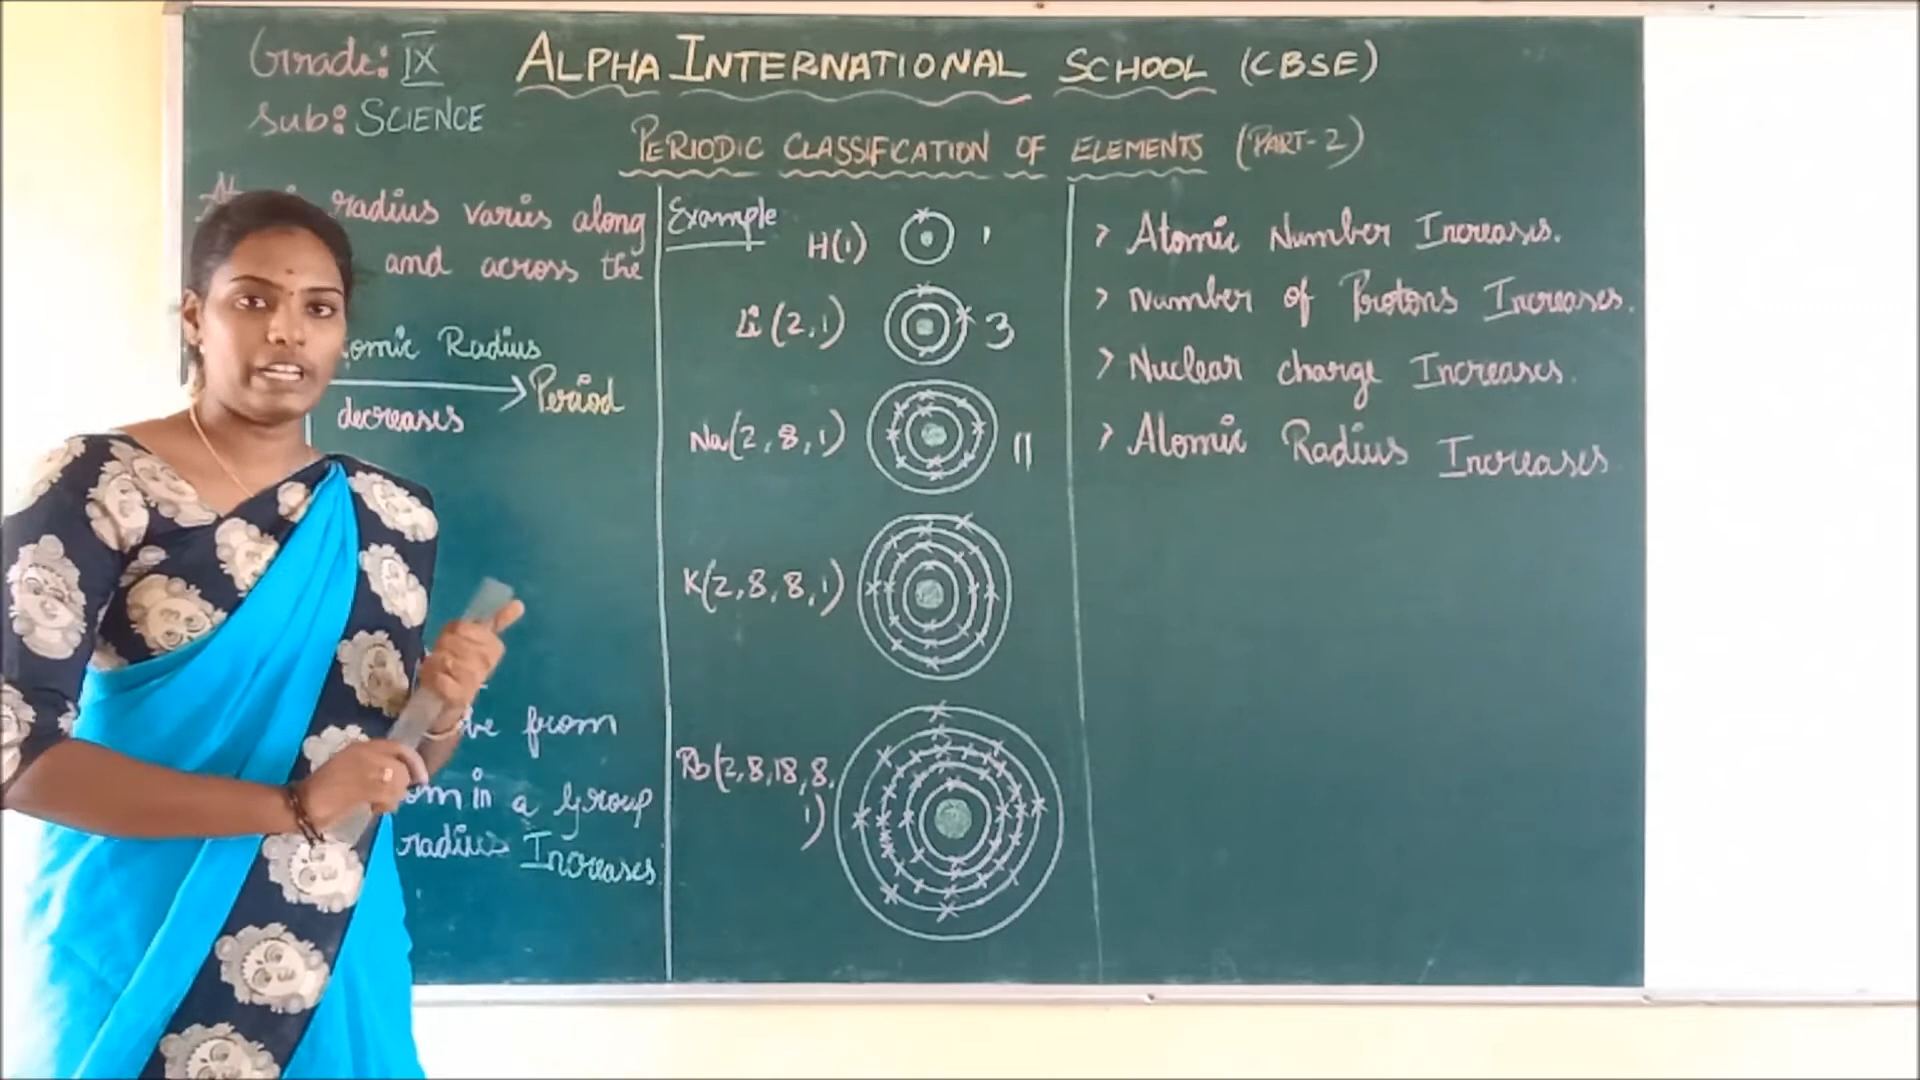 Grade: IX
Sub: SCIENCE
ALPHA INTERNATIONAL SCHOOL (CBSE)
PERIODIC CLASSIFICATION OF ELEMENTS (PART-2)
radius varies along
and across the
Radius
Period
decreases
from
in a Group
radius Increases
Example
H(1) 1
Li (2,1) 3
Na(2,8,1) 11
K(2,8,8,1)
Rb(2,8,18,8,
1)
> Atomic Number Increases.
> Number of Protons Increases.
> Nuclear charge Increases.
> Atomic Radius Increases